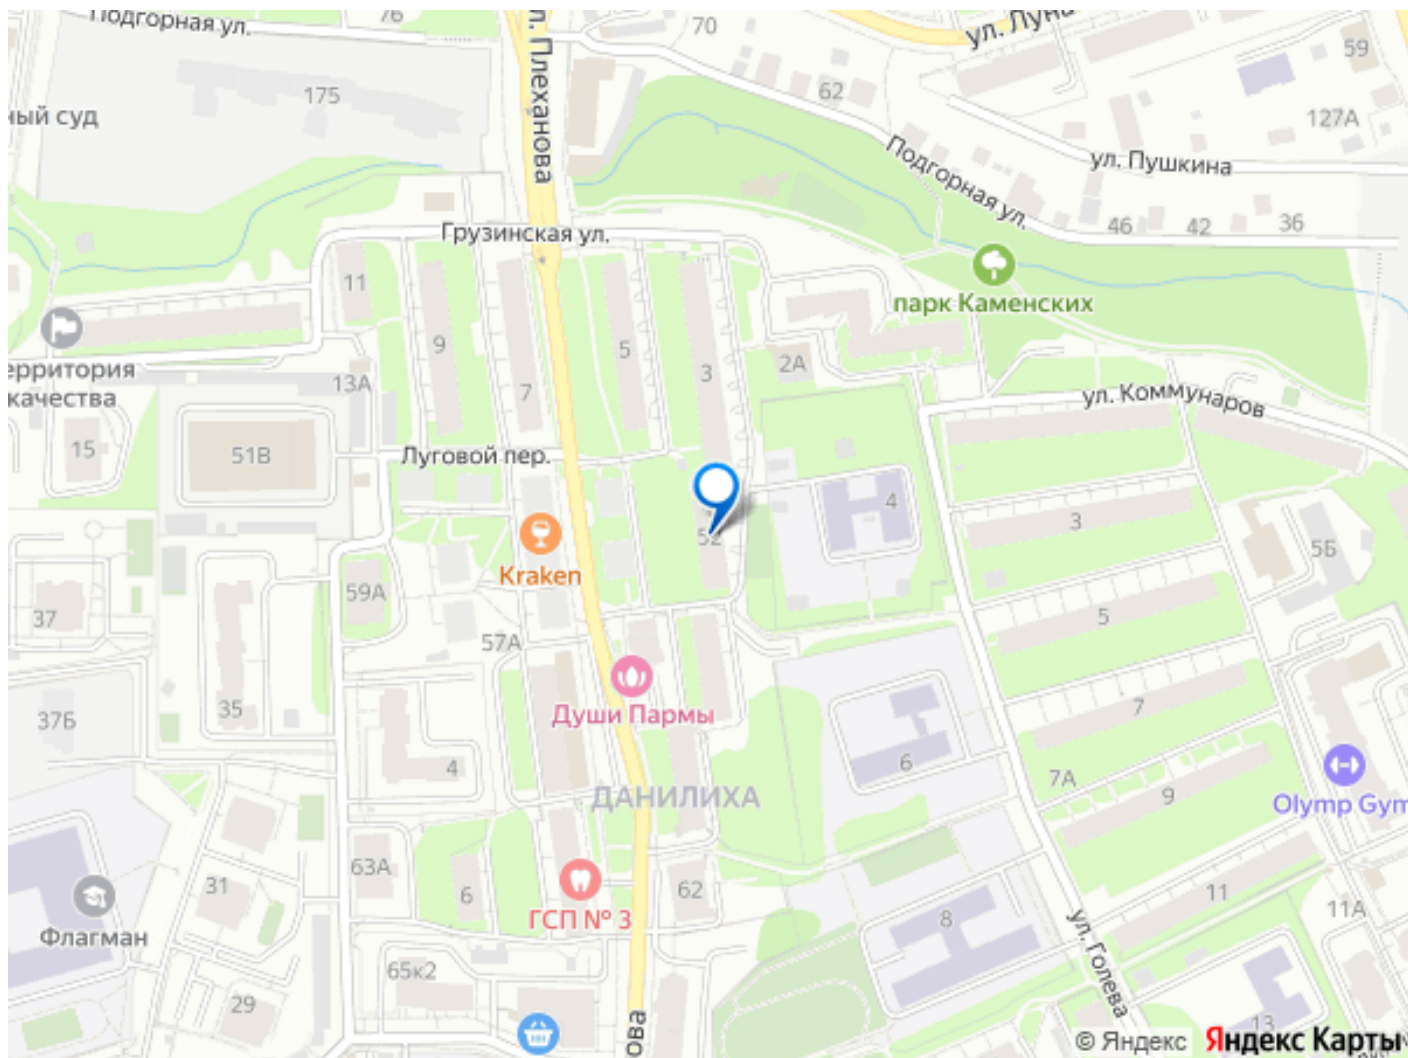 Подгорная ул.
76
ул. Плеханова
70
ул. Луна
59
62
175
127А
ный суд
Подгорная ул.
ул. Пушкина
46
42
36
Грузинская ул.
11
парк Каменских
9
5
3
2А
7
13А
ерритория
качества
ул. Коммунаров
15
51В
Луговой пер.
4
3
52
5Б
Kraken
59А
37
57А
5
Души Пармы
35
37Б
7
4
6
7А
9
ДАНИЛИХА
Olymp Gym
63А
31
6
62
11
11А
ГСП № 3
8
Флагман
ул. Голева
65к2
29
ова
13
© Яндекс Яндекс Карты